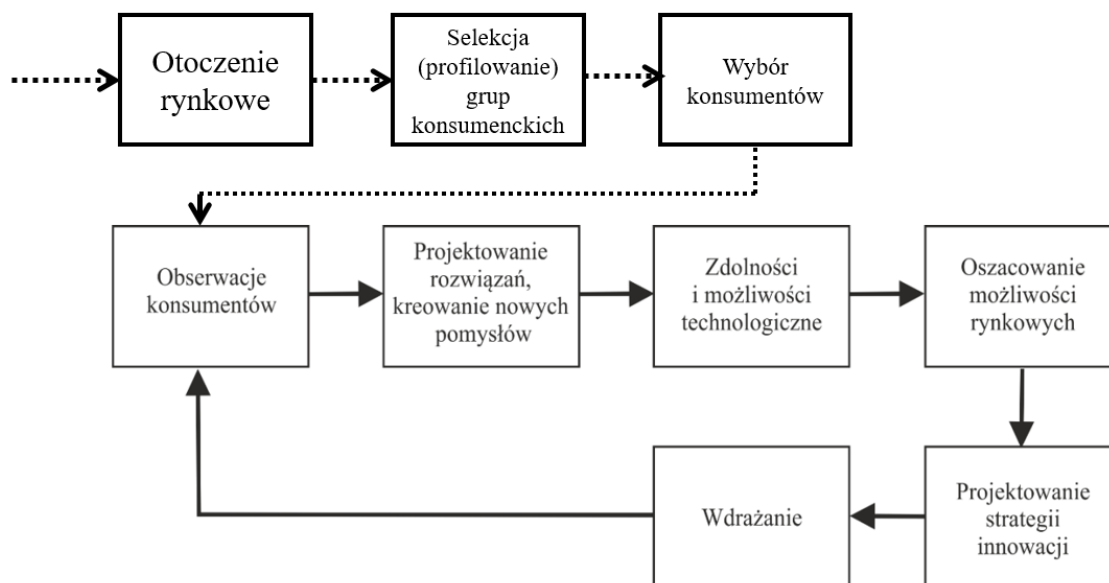 Otoczenie
rynkowe
Selekcja
(profilowanie)
grup
konsumenckich
Wybór
konsumentów
Obserwacje
konsumentów
Projektowanie
rozwiązań,
kreowanie nowych
pomysłów
Zdolności
i możliwości
technologiczne
Oszacowanie
możliwości
rynkowych
Wdrażanie
Projektowanie
strategii
innowacji